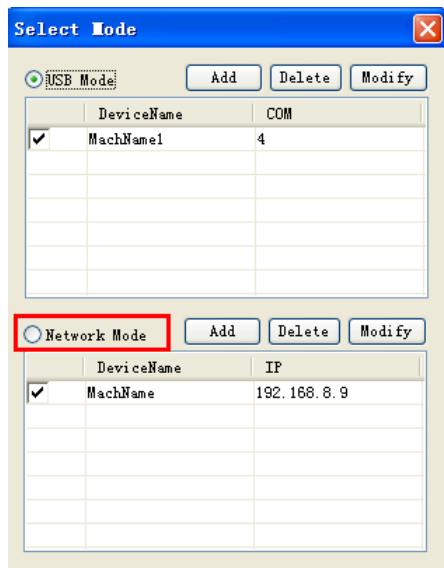 Select Mode
USB Mode Add Delete Modify
DeviceName COM
MachName1 4
Network Mode Add Delete Modify
DeviceName IP
MachName 192.168.8.9